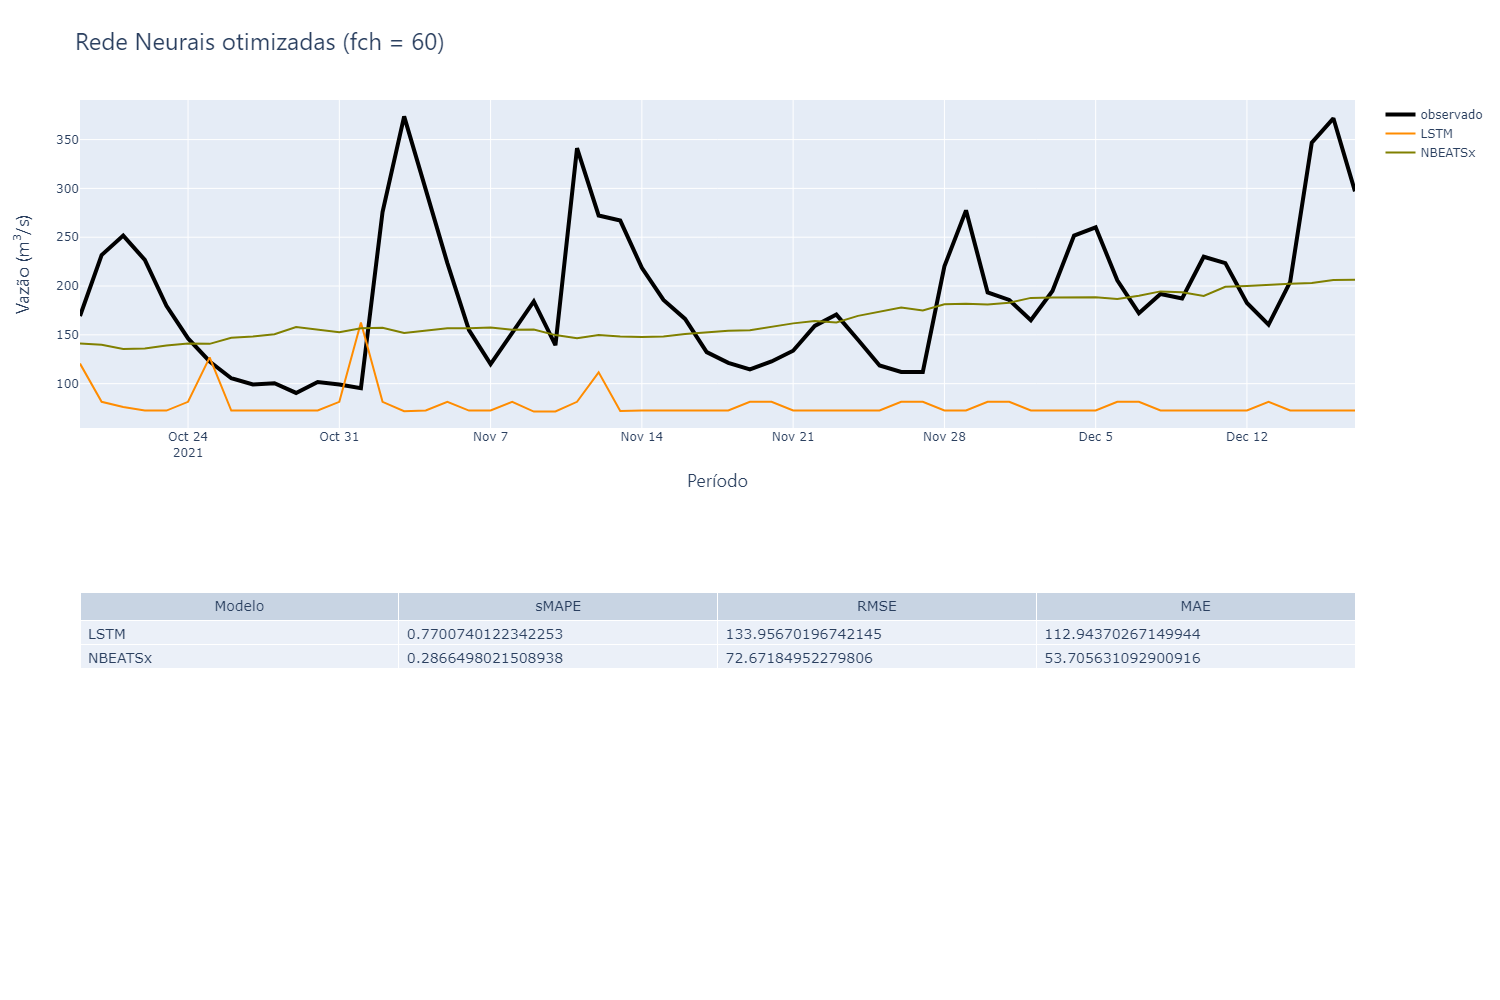 Rede Neurais otimizadas (fch = 60)
observado
LSTM
NBEATSx
Vazão (m³/s)
350
300
250
200
150
100
Oct 24 Oct 31 Nov 7 Nov 14 Nov 21 Nov 28 Dec 5 Dec 12
2021
Período
Modelo sMAPE RMSE MAE
LSTM 0.7700740122342253 133.95670196742145 112.94370267149944
NBEATSx 0.2866498021508938 72.67184952279806 53.705631092900916